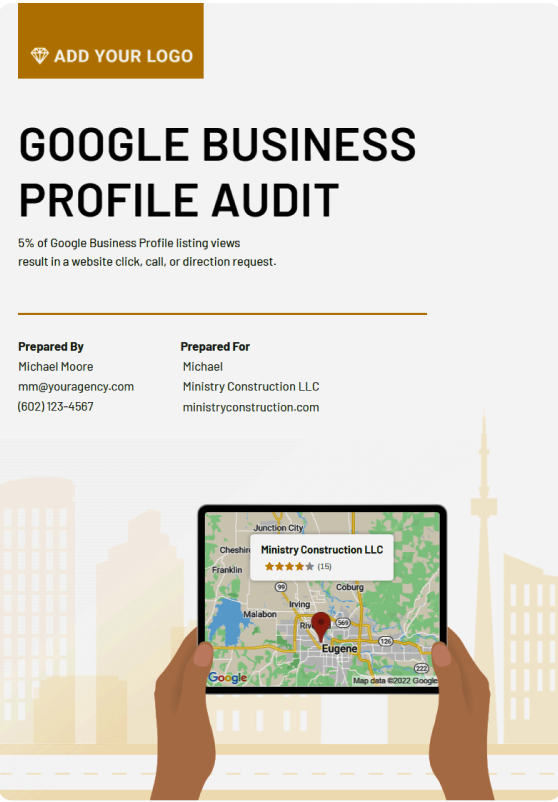 ADD YOUR LOGO
GOOGLE BUSINESS
PROFILE AUDIT
5% of Google Business Profile listing views
result in a website click, call, or direction request.
Prepared By
Michael Moore
mm@youragency.com
(602) 123-4567
Prepared For
Michael
Ministry Construction LLC
ministryconstruction.com
Junction City
Cheshir
Ministry Construction LLC
(15)
Franklin
99
Coburg
Irving
Malabon
Riv
569
126
Eugene
222
Google
Map data ©2022 Google